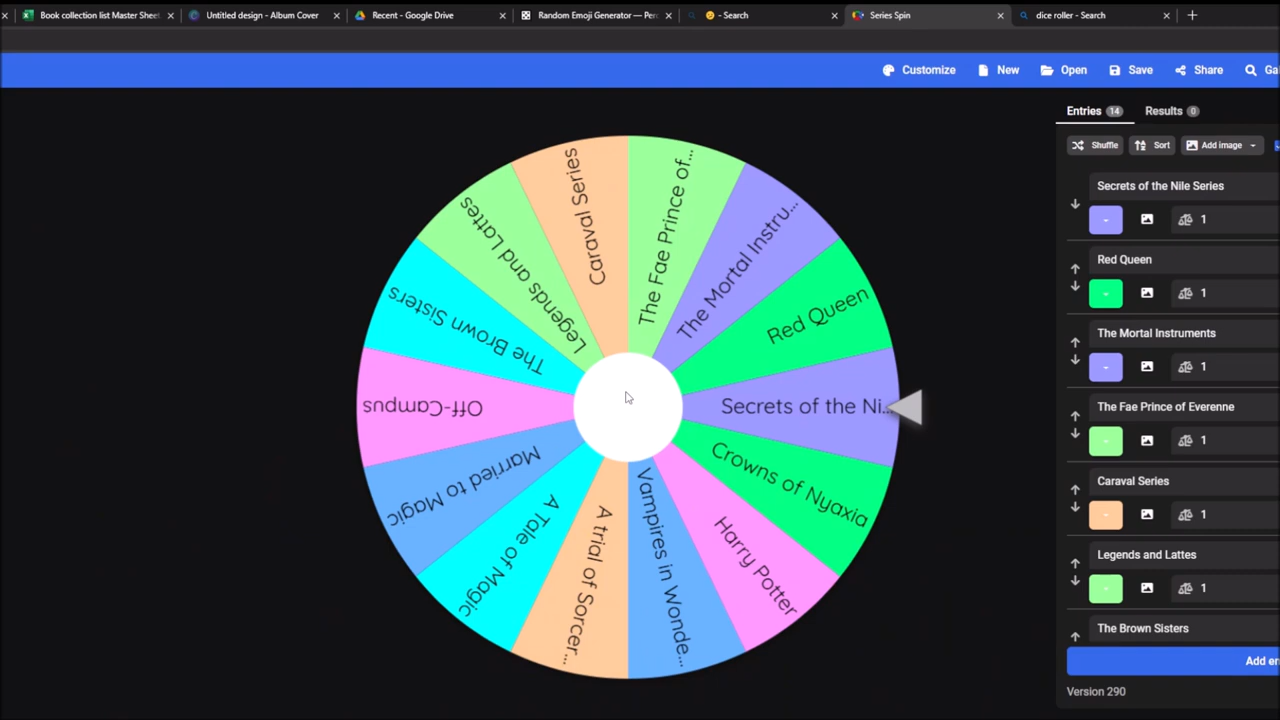 Book collection list Master Sheet
Untitled design - Album Cover
Recent - Google Drive
Random Emoji Generator — Per
- Search
Series Spin
dice roller - Search
Customize
New
Open
Save
Share
Ga
Entries 14
Results 0
Shuffle
Sort
Add image
Secrets of the Nile Series
1
Red Queen
1
The Mortal Instruments
1
The Fae Prince of Everenne
1
Caraval Series
1
Legends and Lattes
1
The Brown Sisters
Add en
Version 290
The Fae Prince of...
The Mortal Instru...
Red Queen
Secrets of the Ni...
Crowns of Nyaxia
Harry Potter
Vampires in Wonde...
A trial of Sorcer...
A Tale of Magic
Married to Magic
Off-Campus
The Brown Sisters
Legends and Lattes
Caraval Series